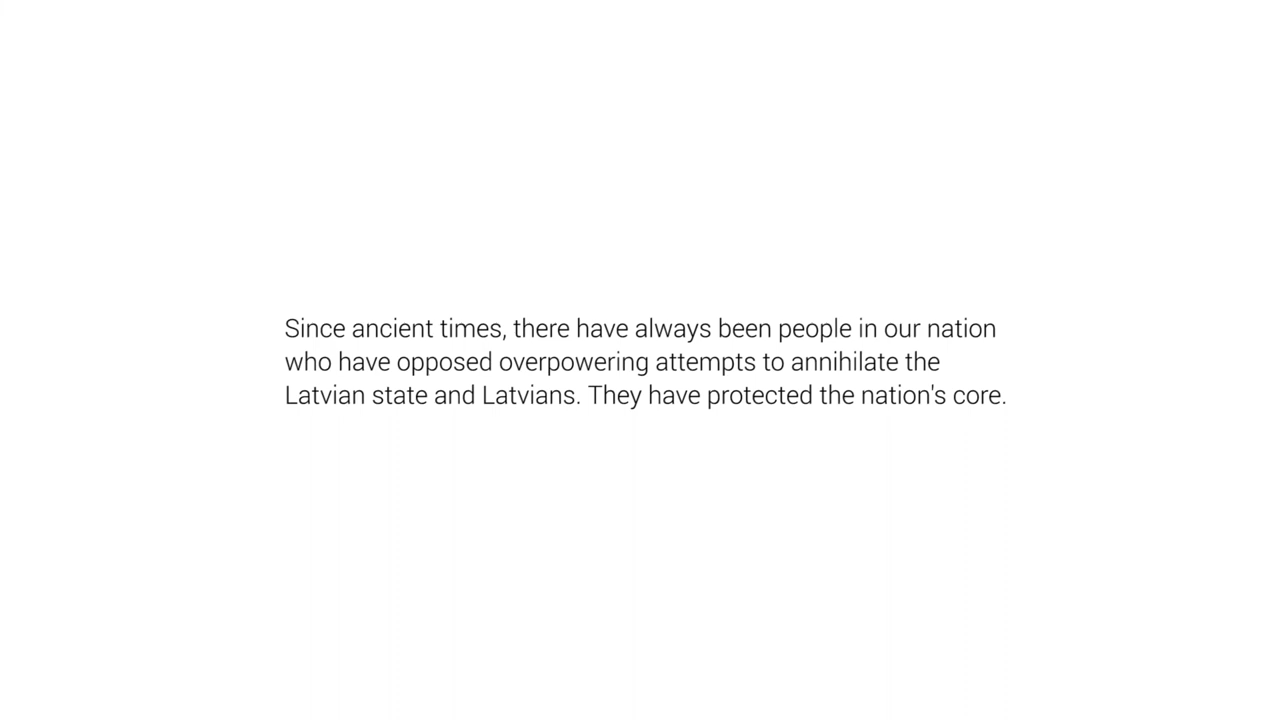 Since ancient times, there have always been people in our nation
who have opposed overpowering attempts to annihilate the
Latvian state and Latvians. They have protected the nation's core.